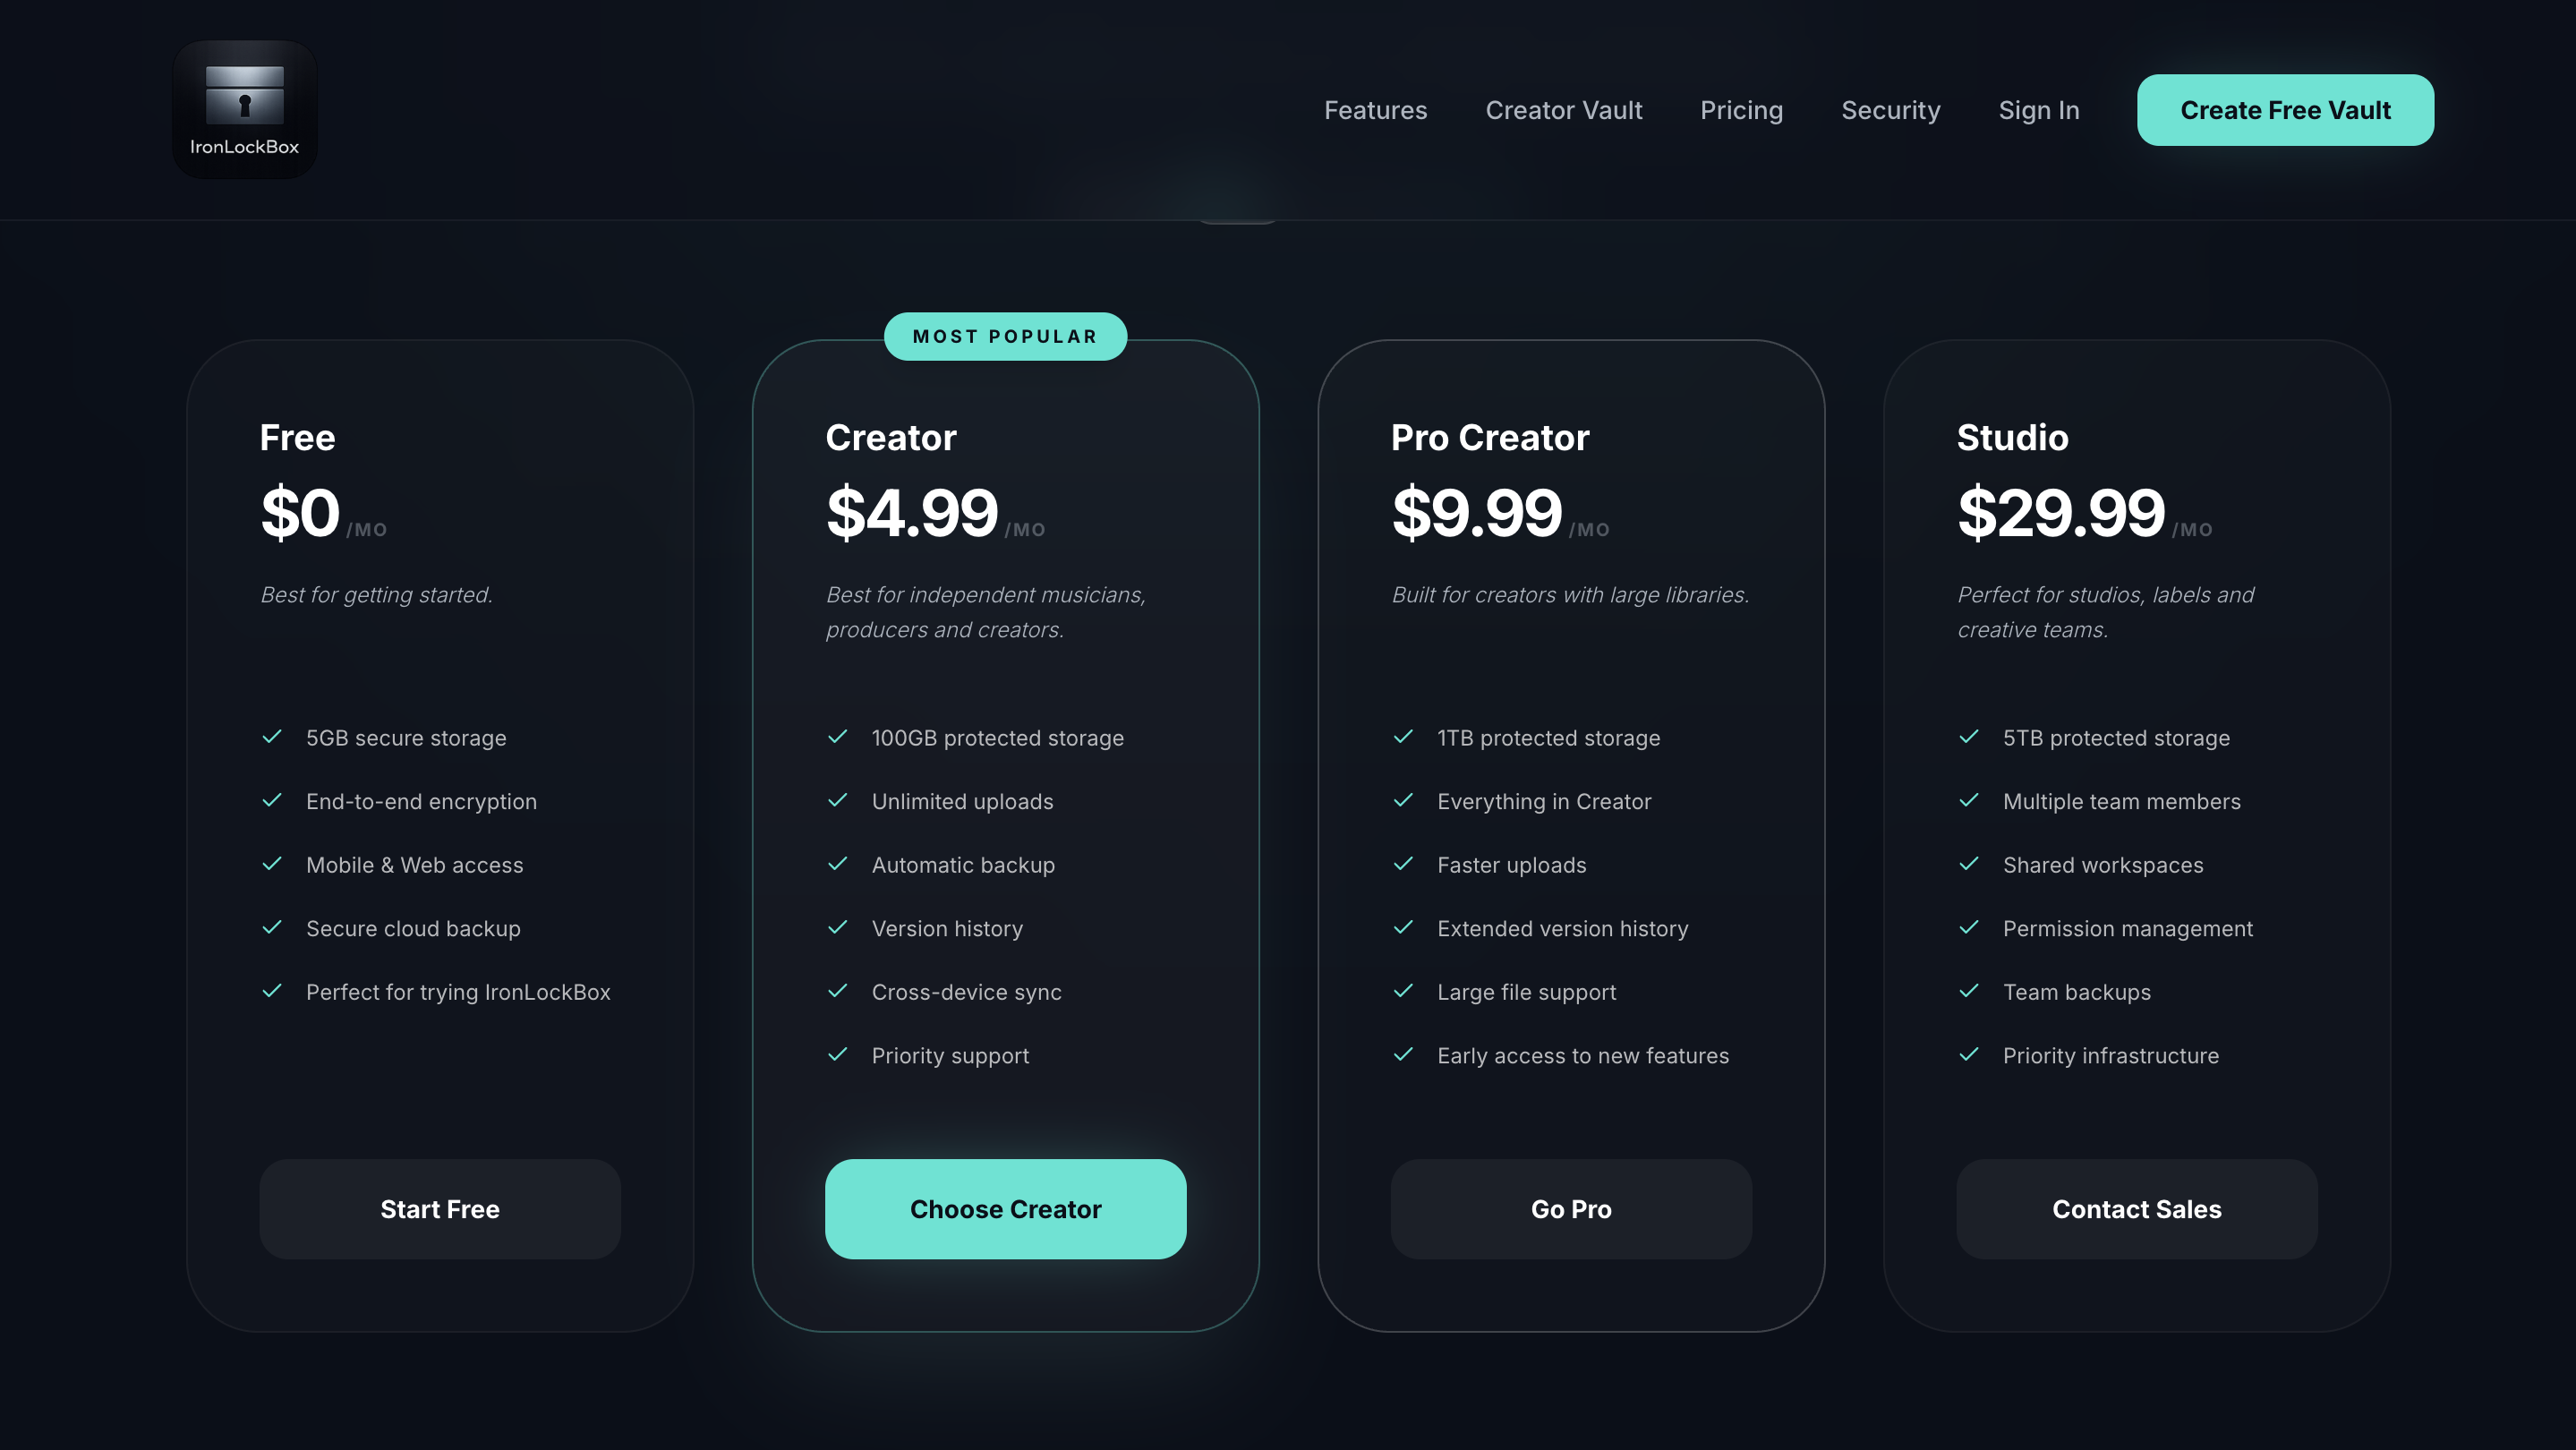 IronLockBox
Features
Creator Vault
Pricing
Security
Sign In
Create Free Vault
Free
$0 /MO
Best for getting started.
5GB secure storage
End-to-end encryption
Mobile & Web access
Secure cloud backup
Perfect for trying IronLockBox
Start Free
MOST POPULAR
Creator
$4.99 /MO
Best for independent musicians,
producers and creators.
100GB protected storage
Unlimited uploads
Automatic backup
Version history
Cross-device sync
Priority support
Choose Creator
Pro Creator
$9.99 /MO
Built for creators with large libraries.
1TB protected storage
Everything in Creator
Faster uploads
Extended version history
Large file support
Early access to new features
Go Pro
Studio
$29.99 /MO
Perfect for studios, labels and
creative teams.
5TB protected storage
Multiple team members
Shared workspaces
Permission management
Team backups
Priority infrastructure
Contact Sales